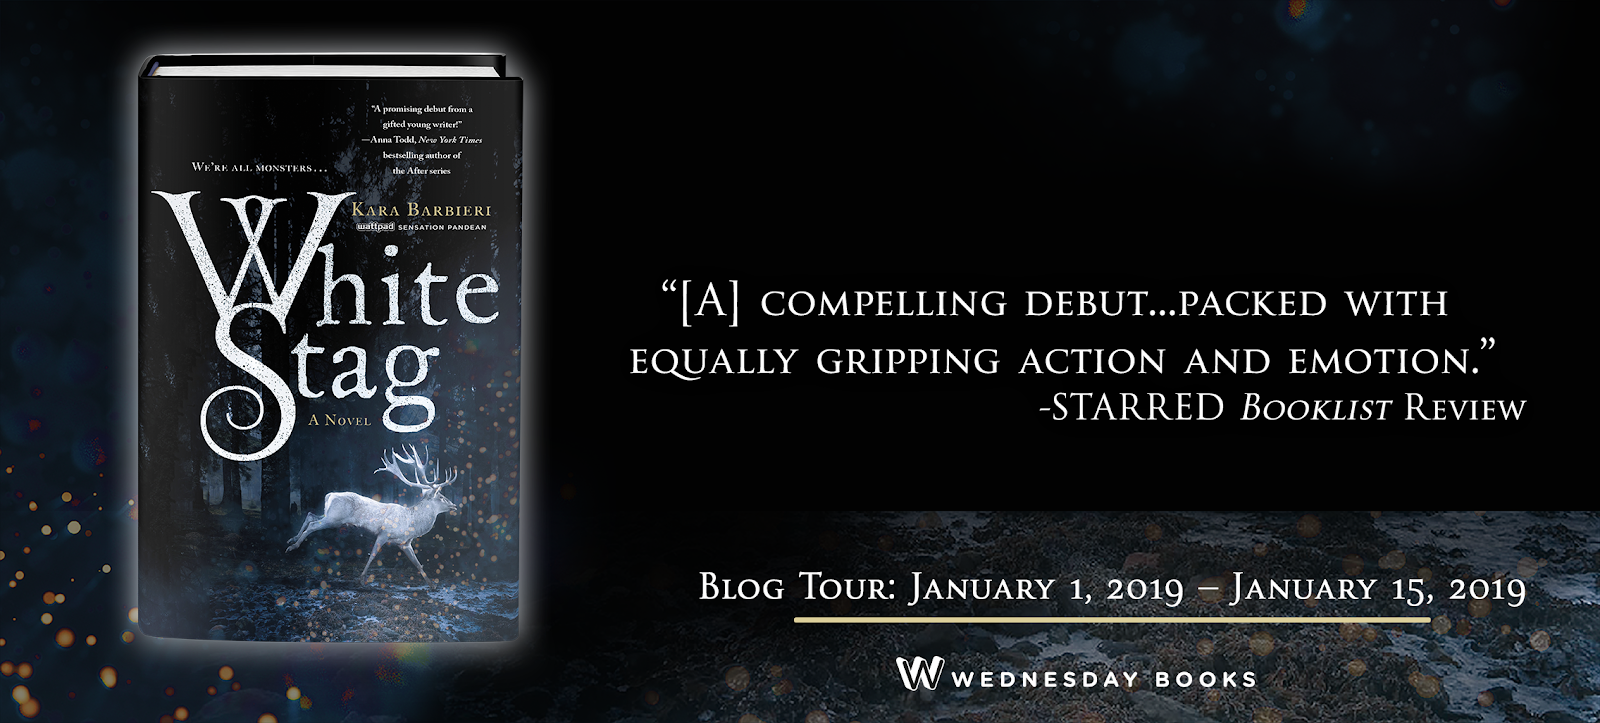 “A promising debut from a
gifted young writer!”
—Anna Todd, New York Times
bestselling author of
the After series
We’re all monsters...
Kara Barbieri
wattpad SENSATION PANDEAN
White
Stag
A Novel
“[A] compelling debut...packed with
equally gripping action and emotion.”
-STARRED Booklist Review
Blog Tour: January 1, 2019 – January 15, 2019
W WEDNESDAY BOOKS